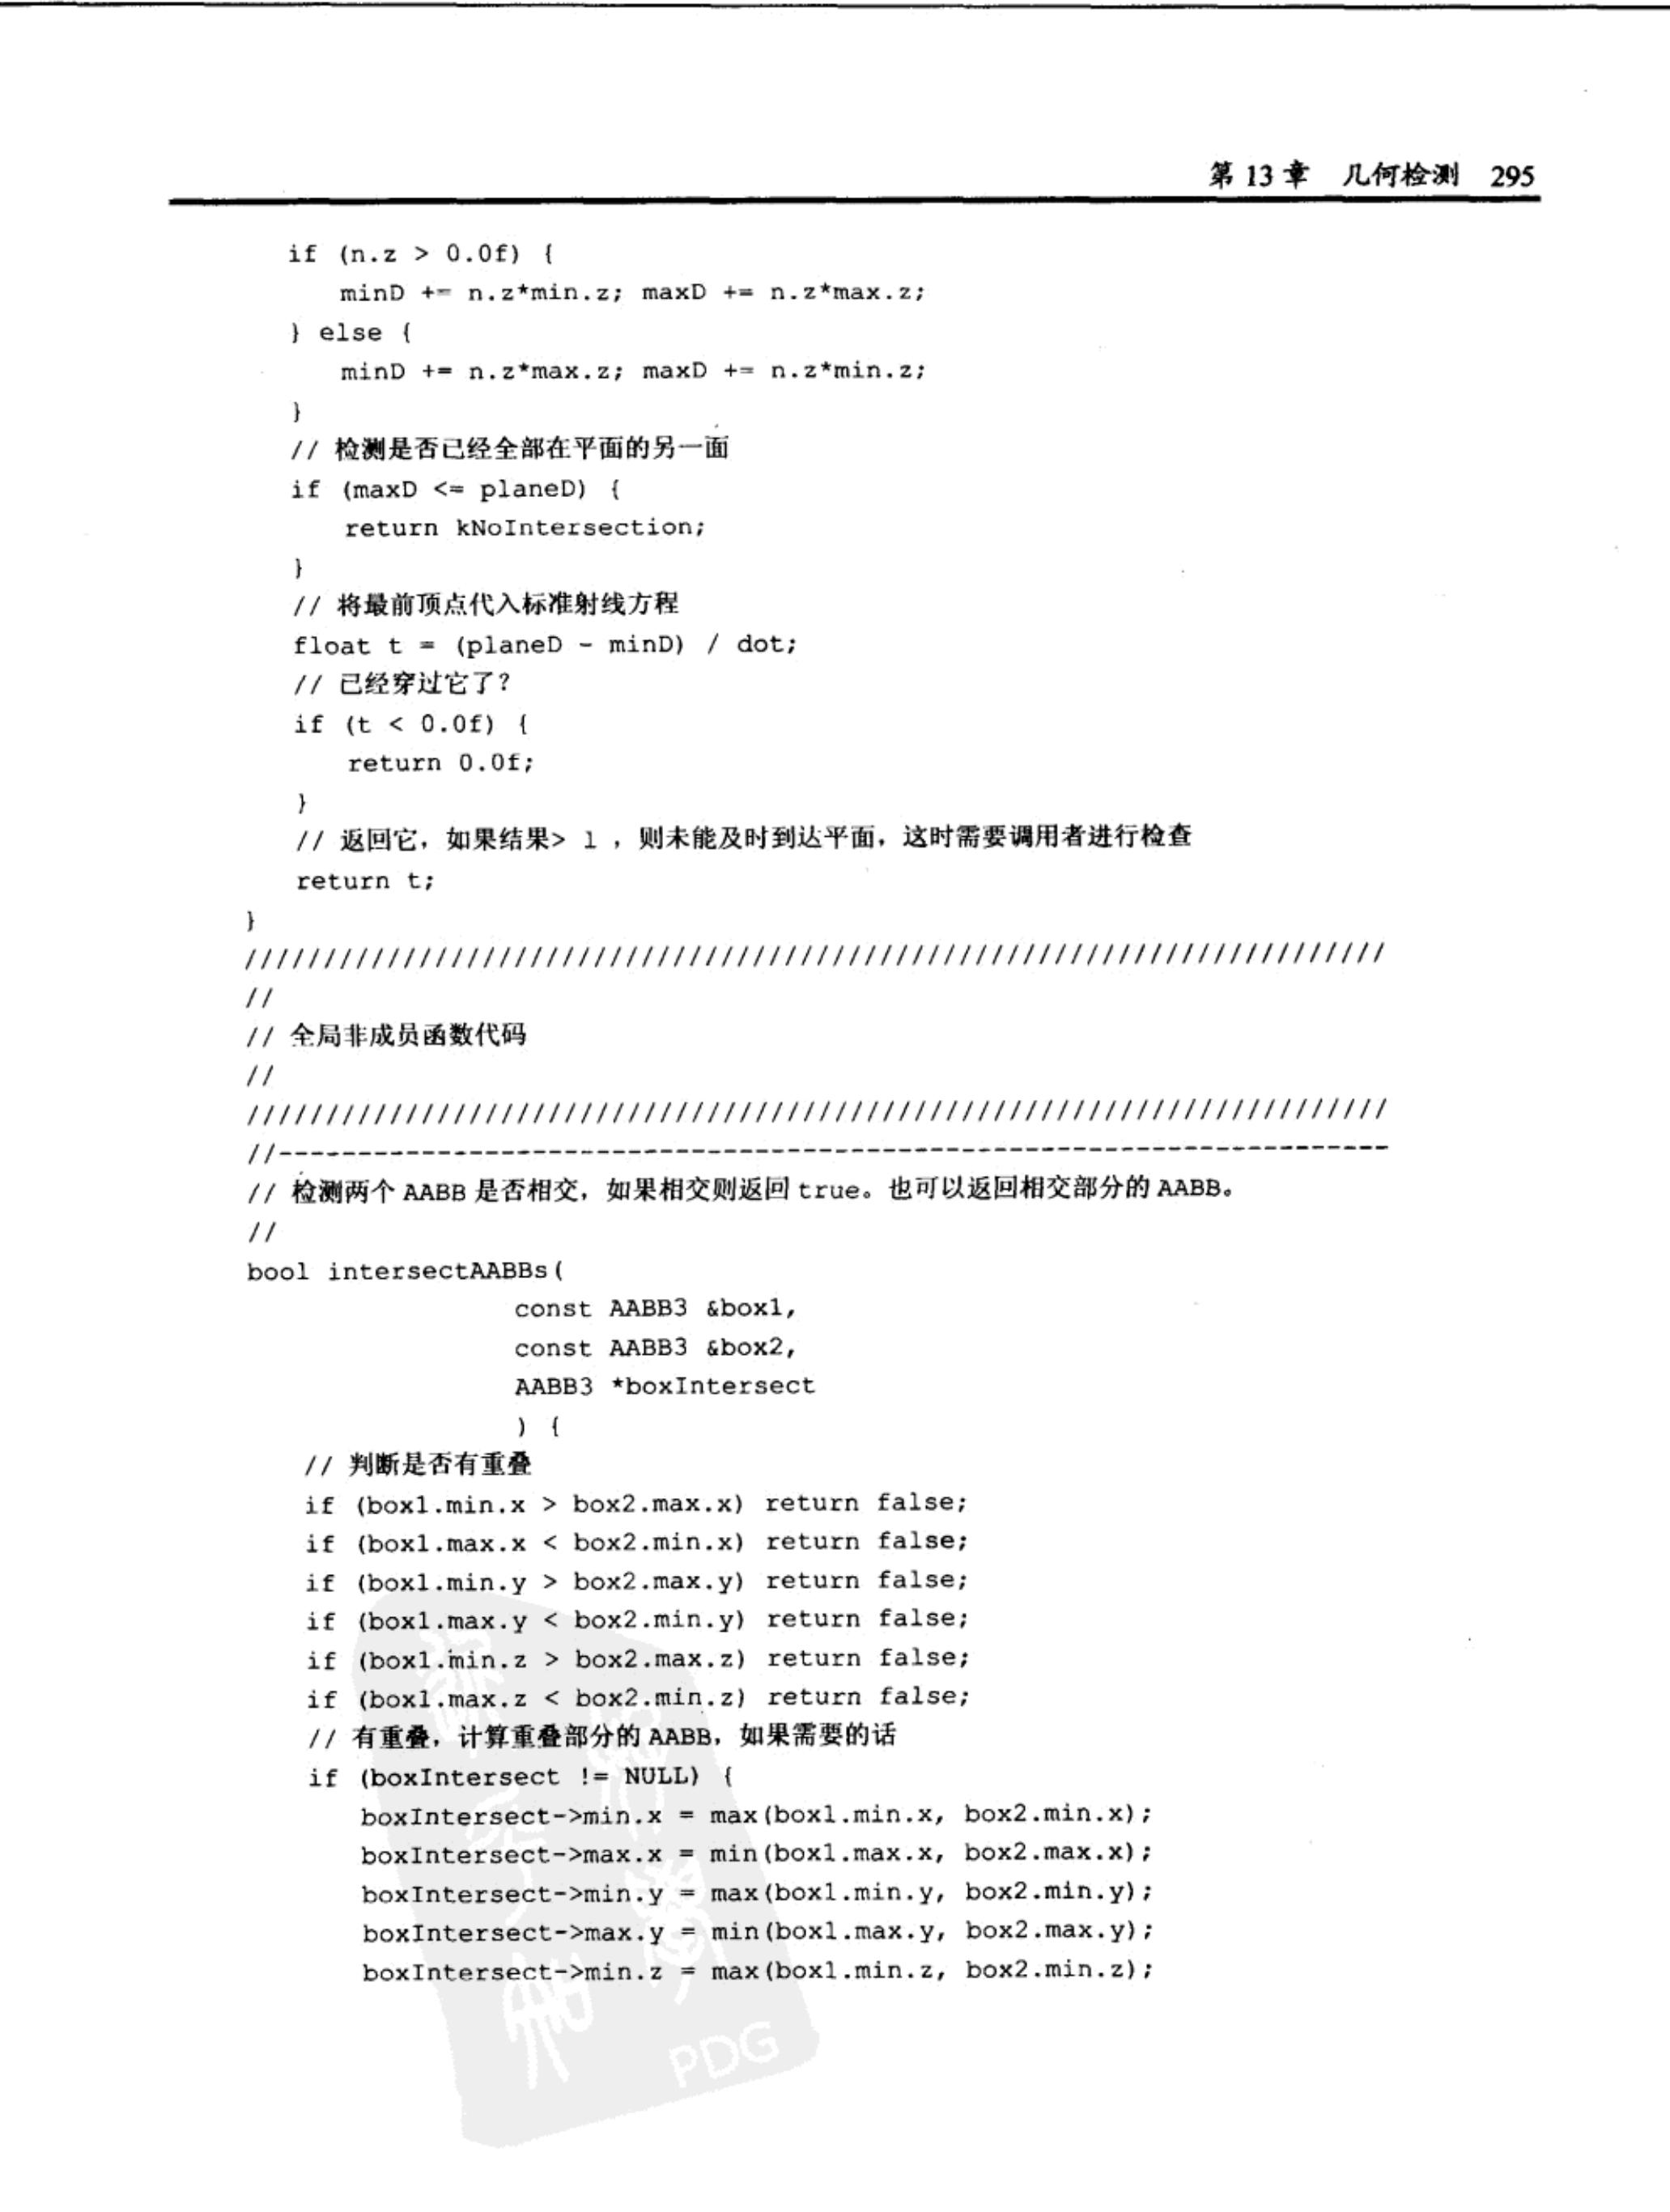 第 13 章 几何检测 295
if (n.z > 0.0f) {
minD += n.z*min.z; maxD += n.z*max.z;
} else {
minD += n.z*max.z; maxD += n.z*min.z;
}
// 检测是否已经全部在平面的另一面
if (maxD <= planeD) {
return kNoIntersection;
}
// 将最前顶点代入标准射线方程
float t = (planeD - minD) / dot;
// 已经穿过它了?
if (t < 0.0f) {
return 0.0f;
}
// 返回它，如果结果> 1 ，则未能及时到达平面，这时需要调用者进行检查
return t;
}
///////////////////////////////////////////////////////////////////////
//
// 全局非成员函数代码
//
///////////////////////////////////////////////////////////////////////
//---------------------------------------------------------------------
// 检测两个 AABB 是否相交，如果相交则返回 true。也可以返回相交部分的 AABB。
//
bool intersectAABBs(
const AABB3 &box1,
const AABB3 &box2,
AABB3 *boxIntersect
) {
// 判断是否有重叠
if (box1.min.x > box2.max.x) return false;
if (box1.max.x < box2.min.x) return false;
if (box1.min.y > box2.max.y) return false;
if (box1.max.y < box2.min.y) return false;
if (box1.min.z > box2.max.z) return false;
if (box1.max.z < box2.min.z) return false;
// 有重叠，计算重叠部分的 AABB，如果需要的话
if (boxIntersect != NULL) {
boxIntersect->min.x = max(box1.min.x, box2.min.x);
boxIntersect->max.x = min(box1.max.x, box2.max.x);
boxIntersect->min.y = max(box1.min.y, box2.min.y);
boxIntersect->max.y = min(box1.max.y, box2.max.y);
boxIntersect->min.z = max(box1.min.z, box2.min.z);
PDG